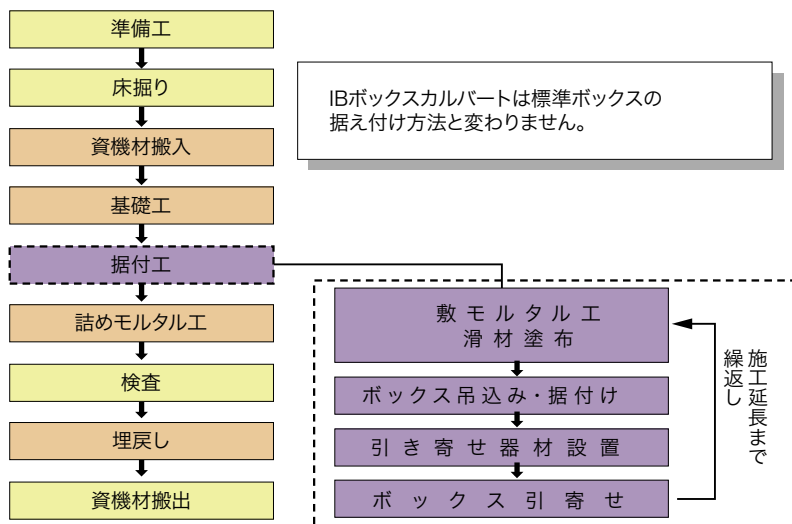 準備工
床掘り
資機材搬入
基礎工
据付工
詰めモルタル工
検査
埋戻し
資機材搬出
IBボックスカルバートは標準ボックスの
据え付け方法と変わりません。
敷モルタル工
滑材塗布
ボックス吊込み・据付け
引き寄せ器材設置
ボックス引寄せ
施工延長まで
繰返し